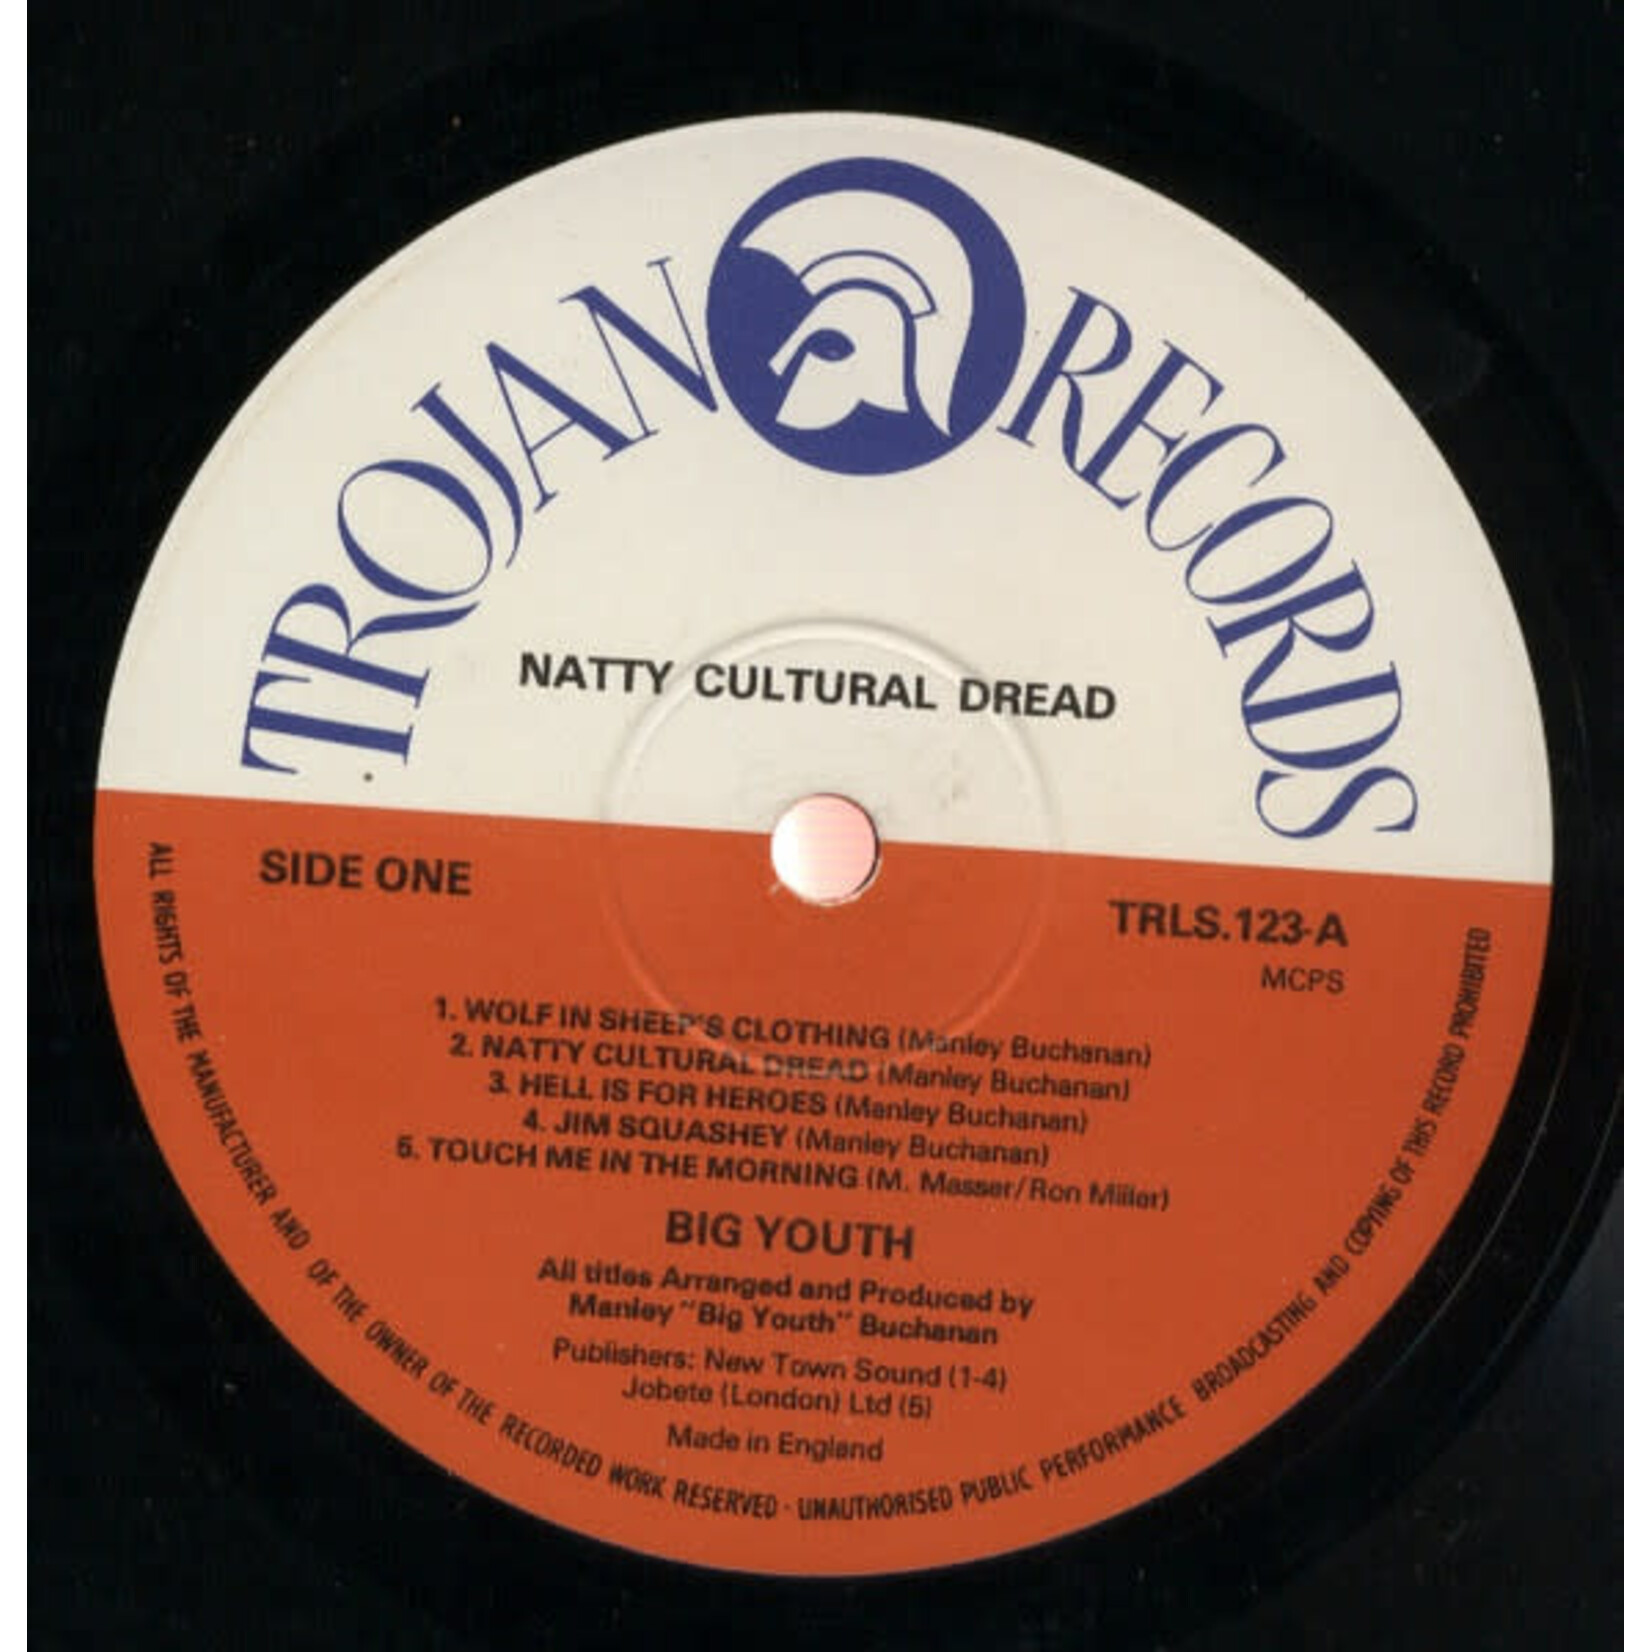 TROJAN RECORDS
NATTY CULTURAL DREAD
SIDE ONE
TRLS.123-A
MCPS
1. WOLF IN SHEEP'S CLOTHING (Manley Buchanan)
2. NATTY CULTURAL DREAD (Manley Buchanan)
3. HELL IS FOR HEROES (Manley Buchanan)
4. JIM SQUASHEY (Manley Buchanan)
5. TOUCH ME IN THE MORNING (M. Masser/Ron Miller)
BIG YOUTH
All titles Arranged and Produced by
Manley "Big Youth" Buchanan
Publishers: New Town Sound (1-4)
Jobete (London) Ltd (5)
Made in England
ALL RIGHTS OF THE MANUFACTURER AND OF THE OWNER OF THE RECORDED WORK RESERVED · UNAUTHORISED PUBLIC PERFORMANCE BROADCASTING AND COPYING OF THIS RECORD PROHIBITED